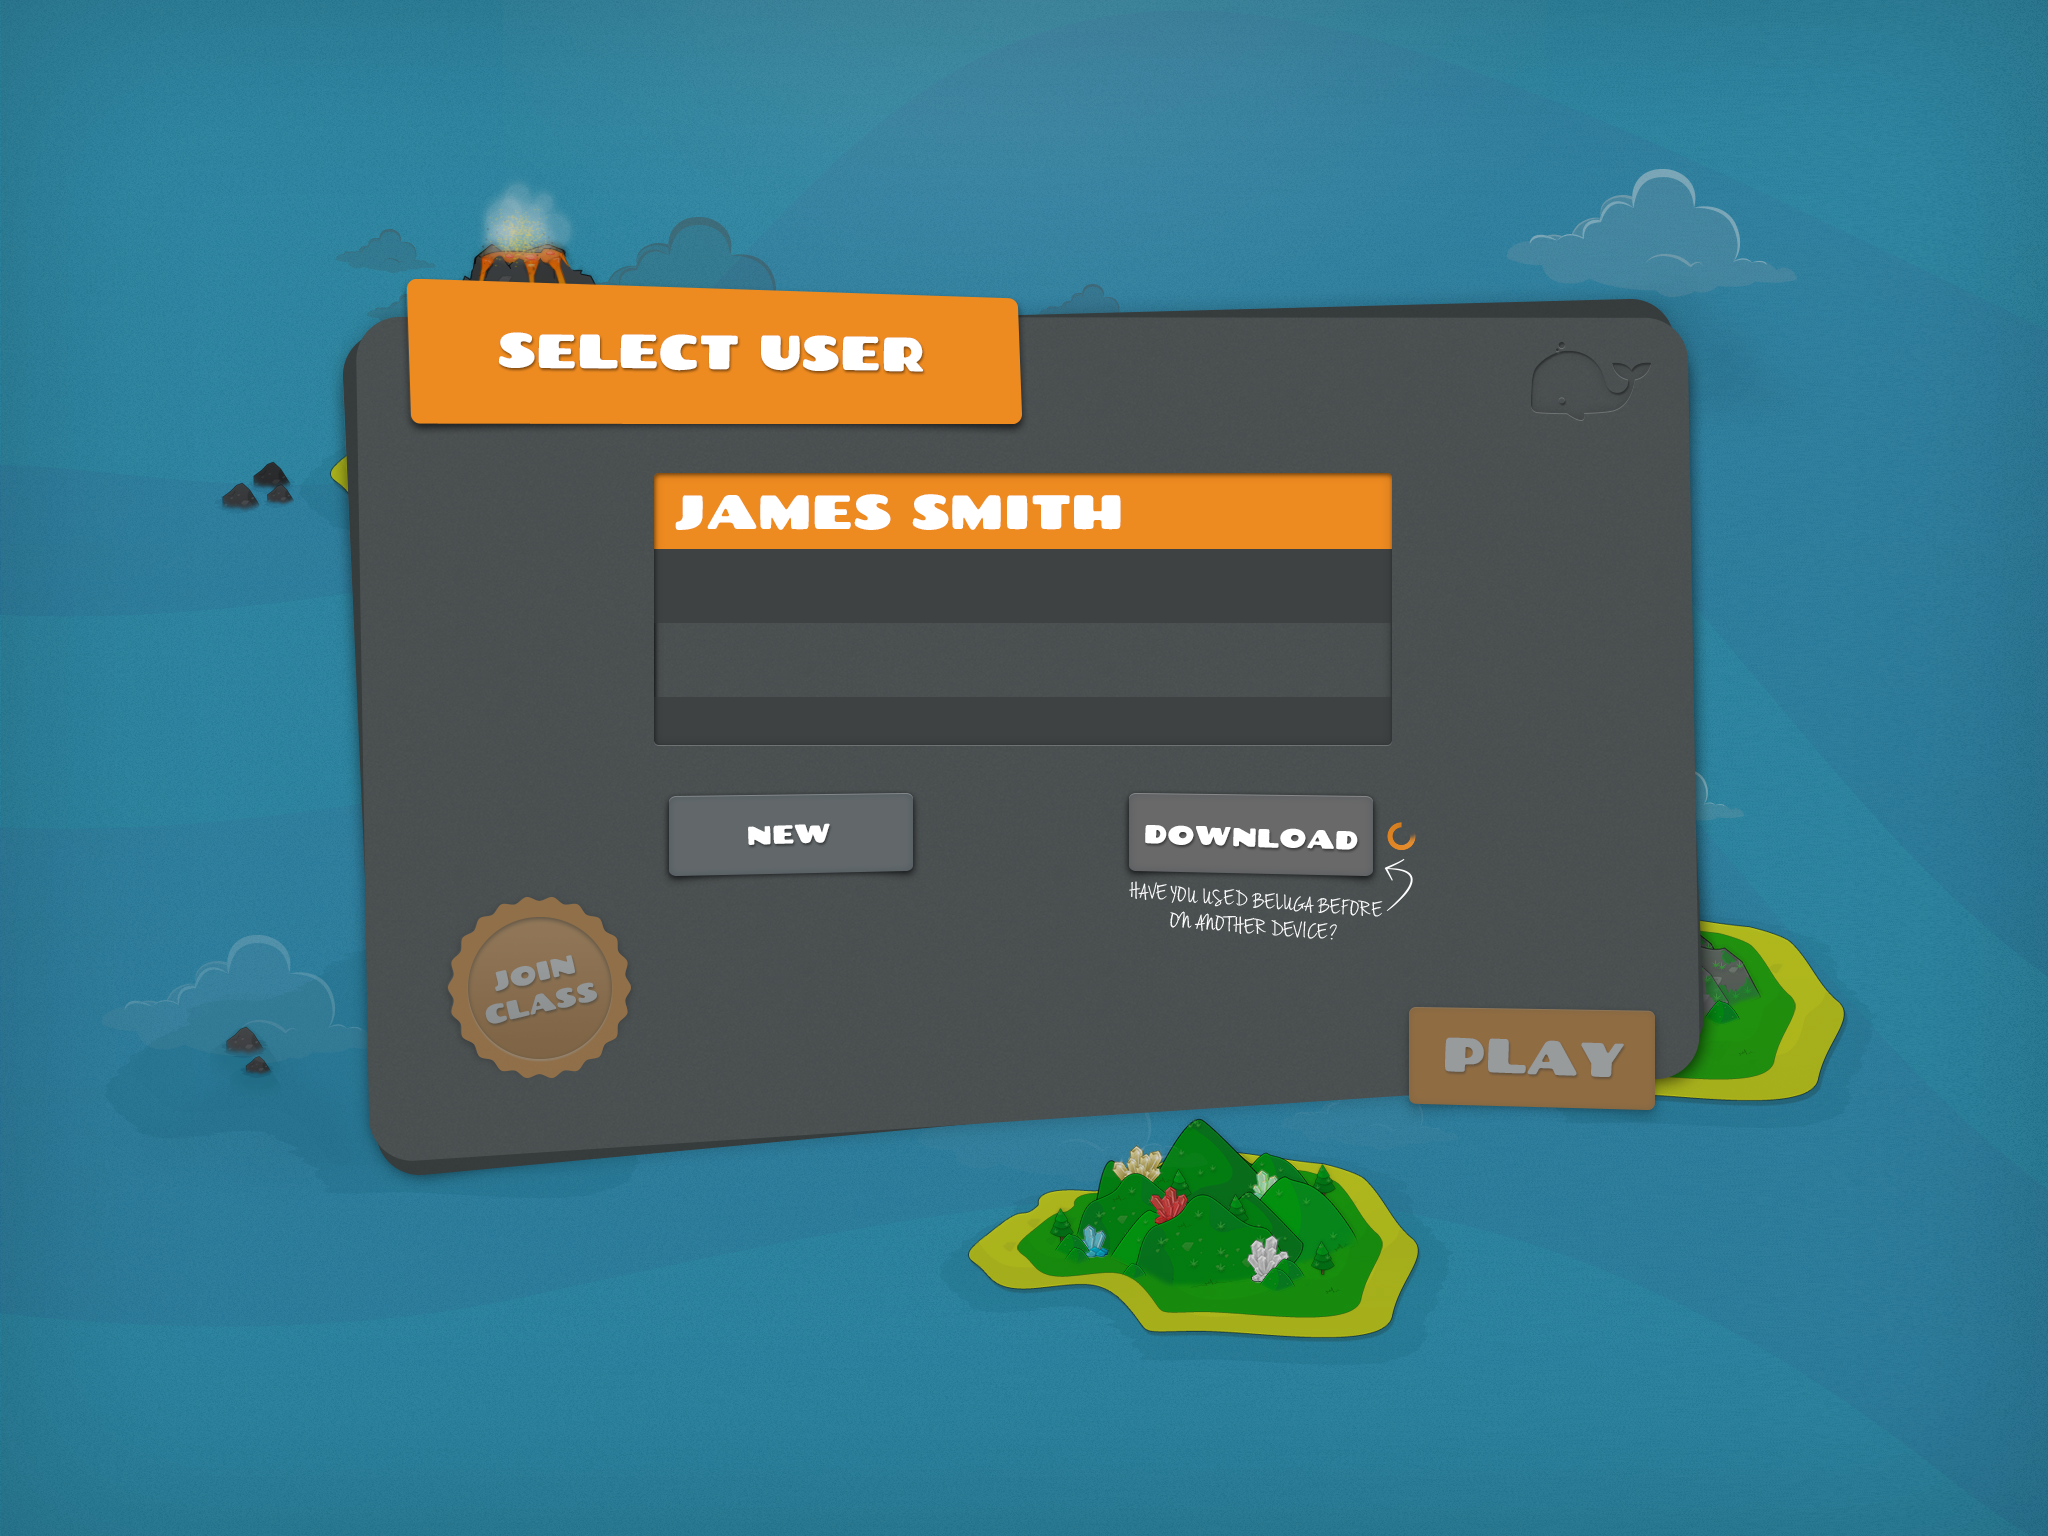 SELECT USER
JAMES SMITH
NEW
DOWNLOAD
HAVE YOU USED BELUGA BEFORE
ON ANOTHER DEVICE?
JOIN
CLASS
PLAY